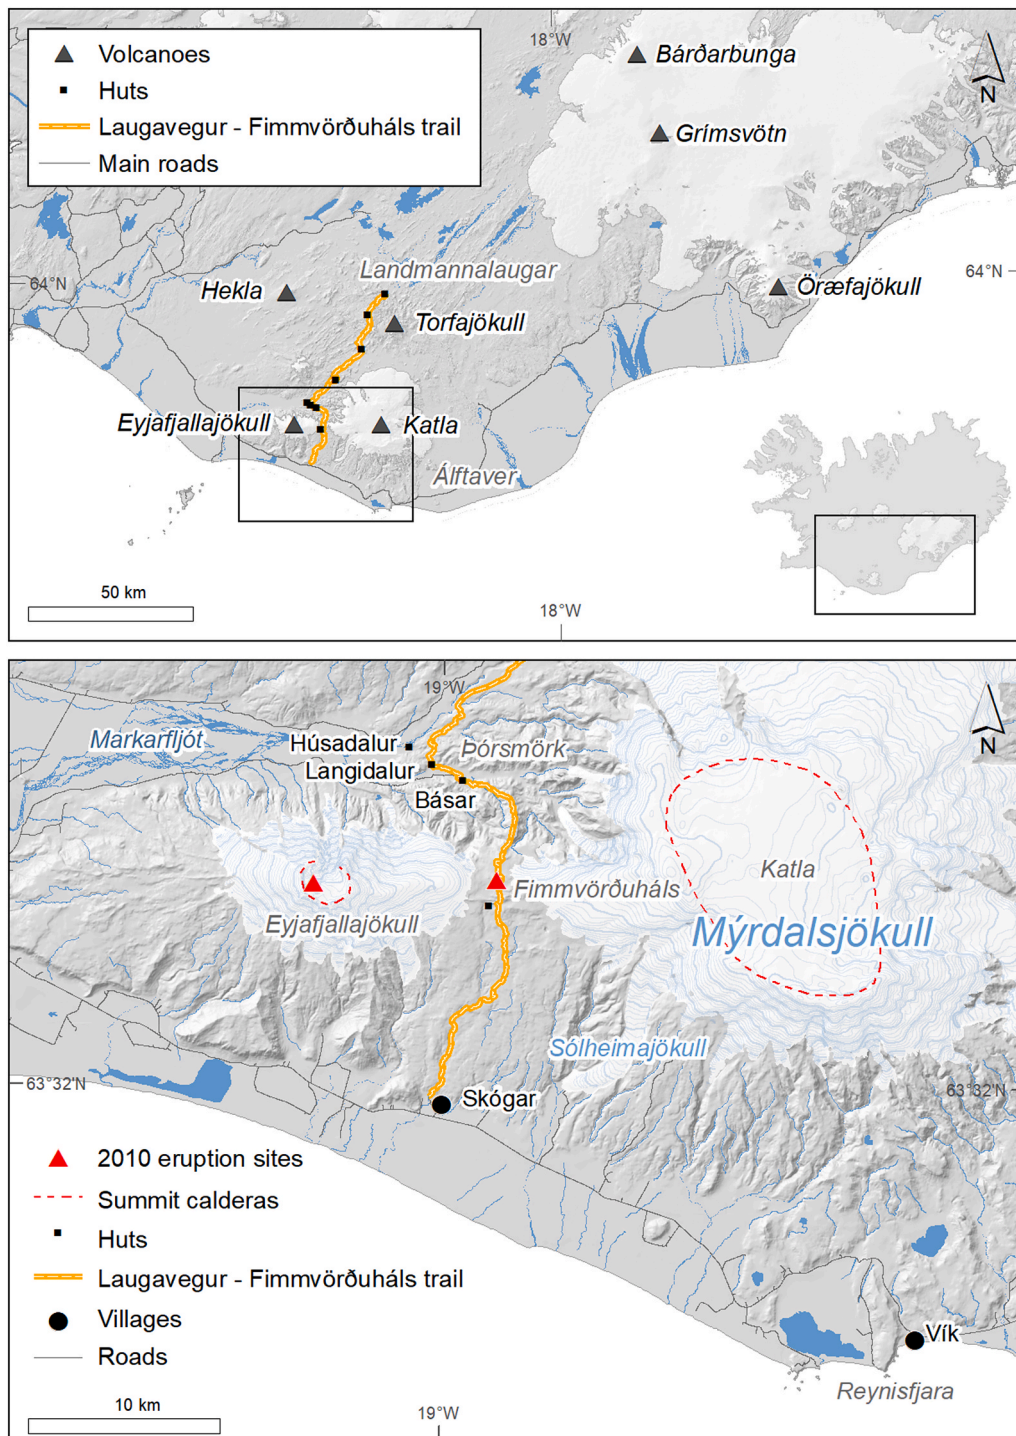 18°W
Volcanoes
Huts
Laugavegur - Fimmvörðuháls trail
Main roads
Bárðarbunga
N
Grímsvötn
Landmannalaugar
64°N
64°N
Hekla
Öræfajökull
Torfajökull
Eyjafjallajökull
Katla
Álftaver
50 km
18°W
19°W
Markarfljót
Húsadalur
Þórsmörk
N
Langidalur
Básar
Katla
Fimmvörðuháls
Eyjafjallajökull
Mýrdalsjökull
Sólheimajökull
63°32'N
63°32'N
Skógar
2010 eruption sites
Summit calderas
Huts
Laugavegur - Fimmvörðuháls trail
Villages
Vík
Roads
Reynisfjara
10 km
19°W